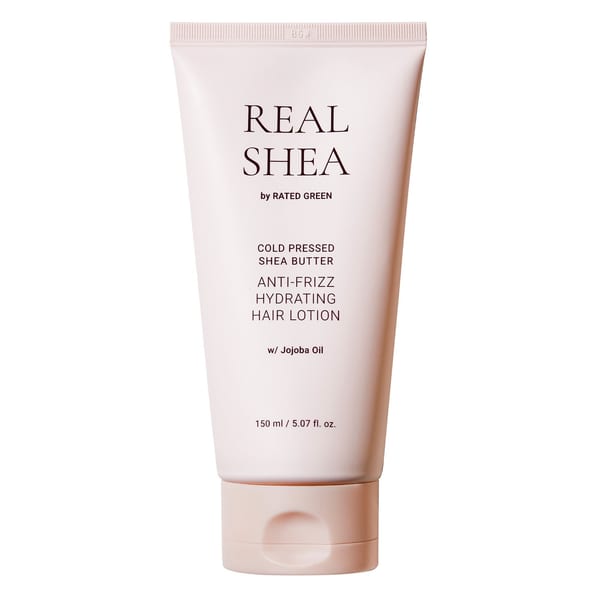 REAL
SHEA
by RATED GREEN
COLD PRESSED
SHEA BUTTER
ANTI-FRIZZ
HYDRATING
HAIR LOTION
w/ Jojoba Oil
150 ml / 5.07 fl. oz.